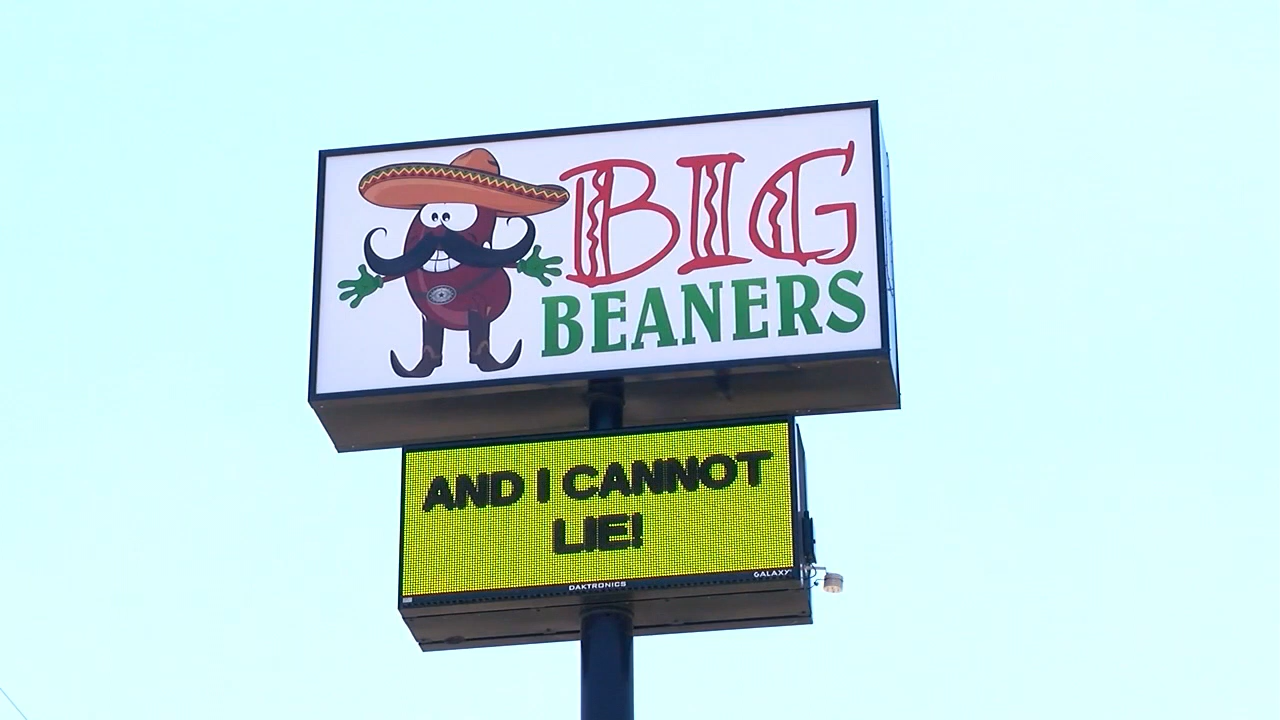 BIG
BEANERS
AND I CANNOT
LIE!
DAKTRONICS
GALAXY